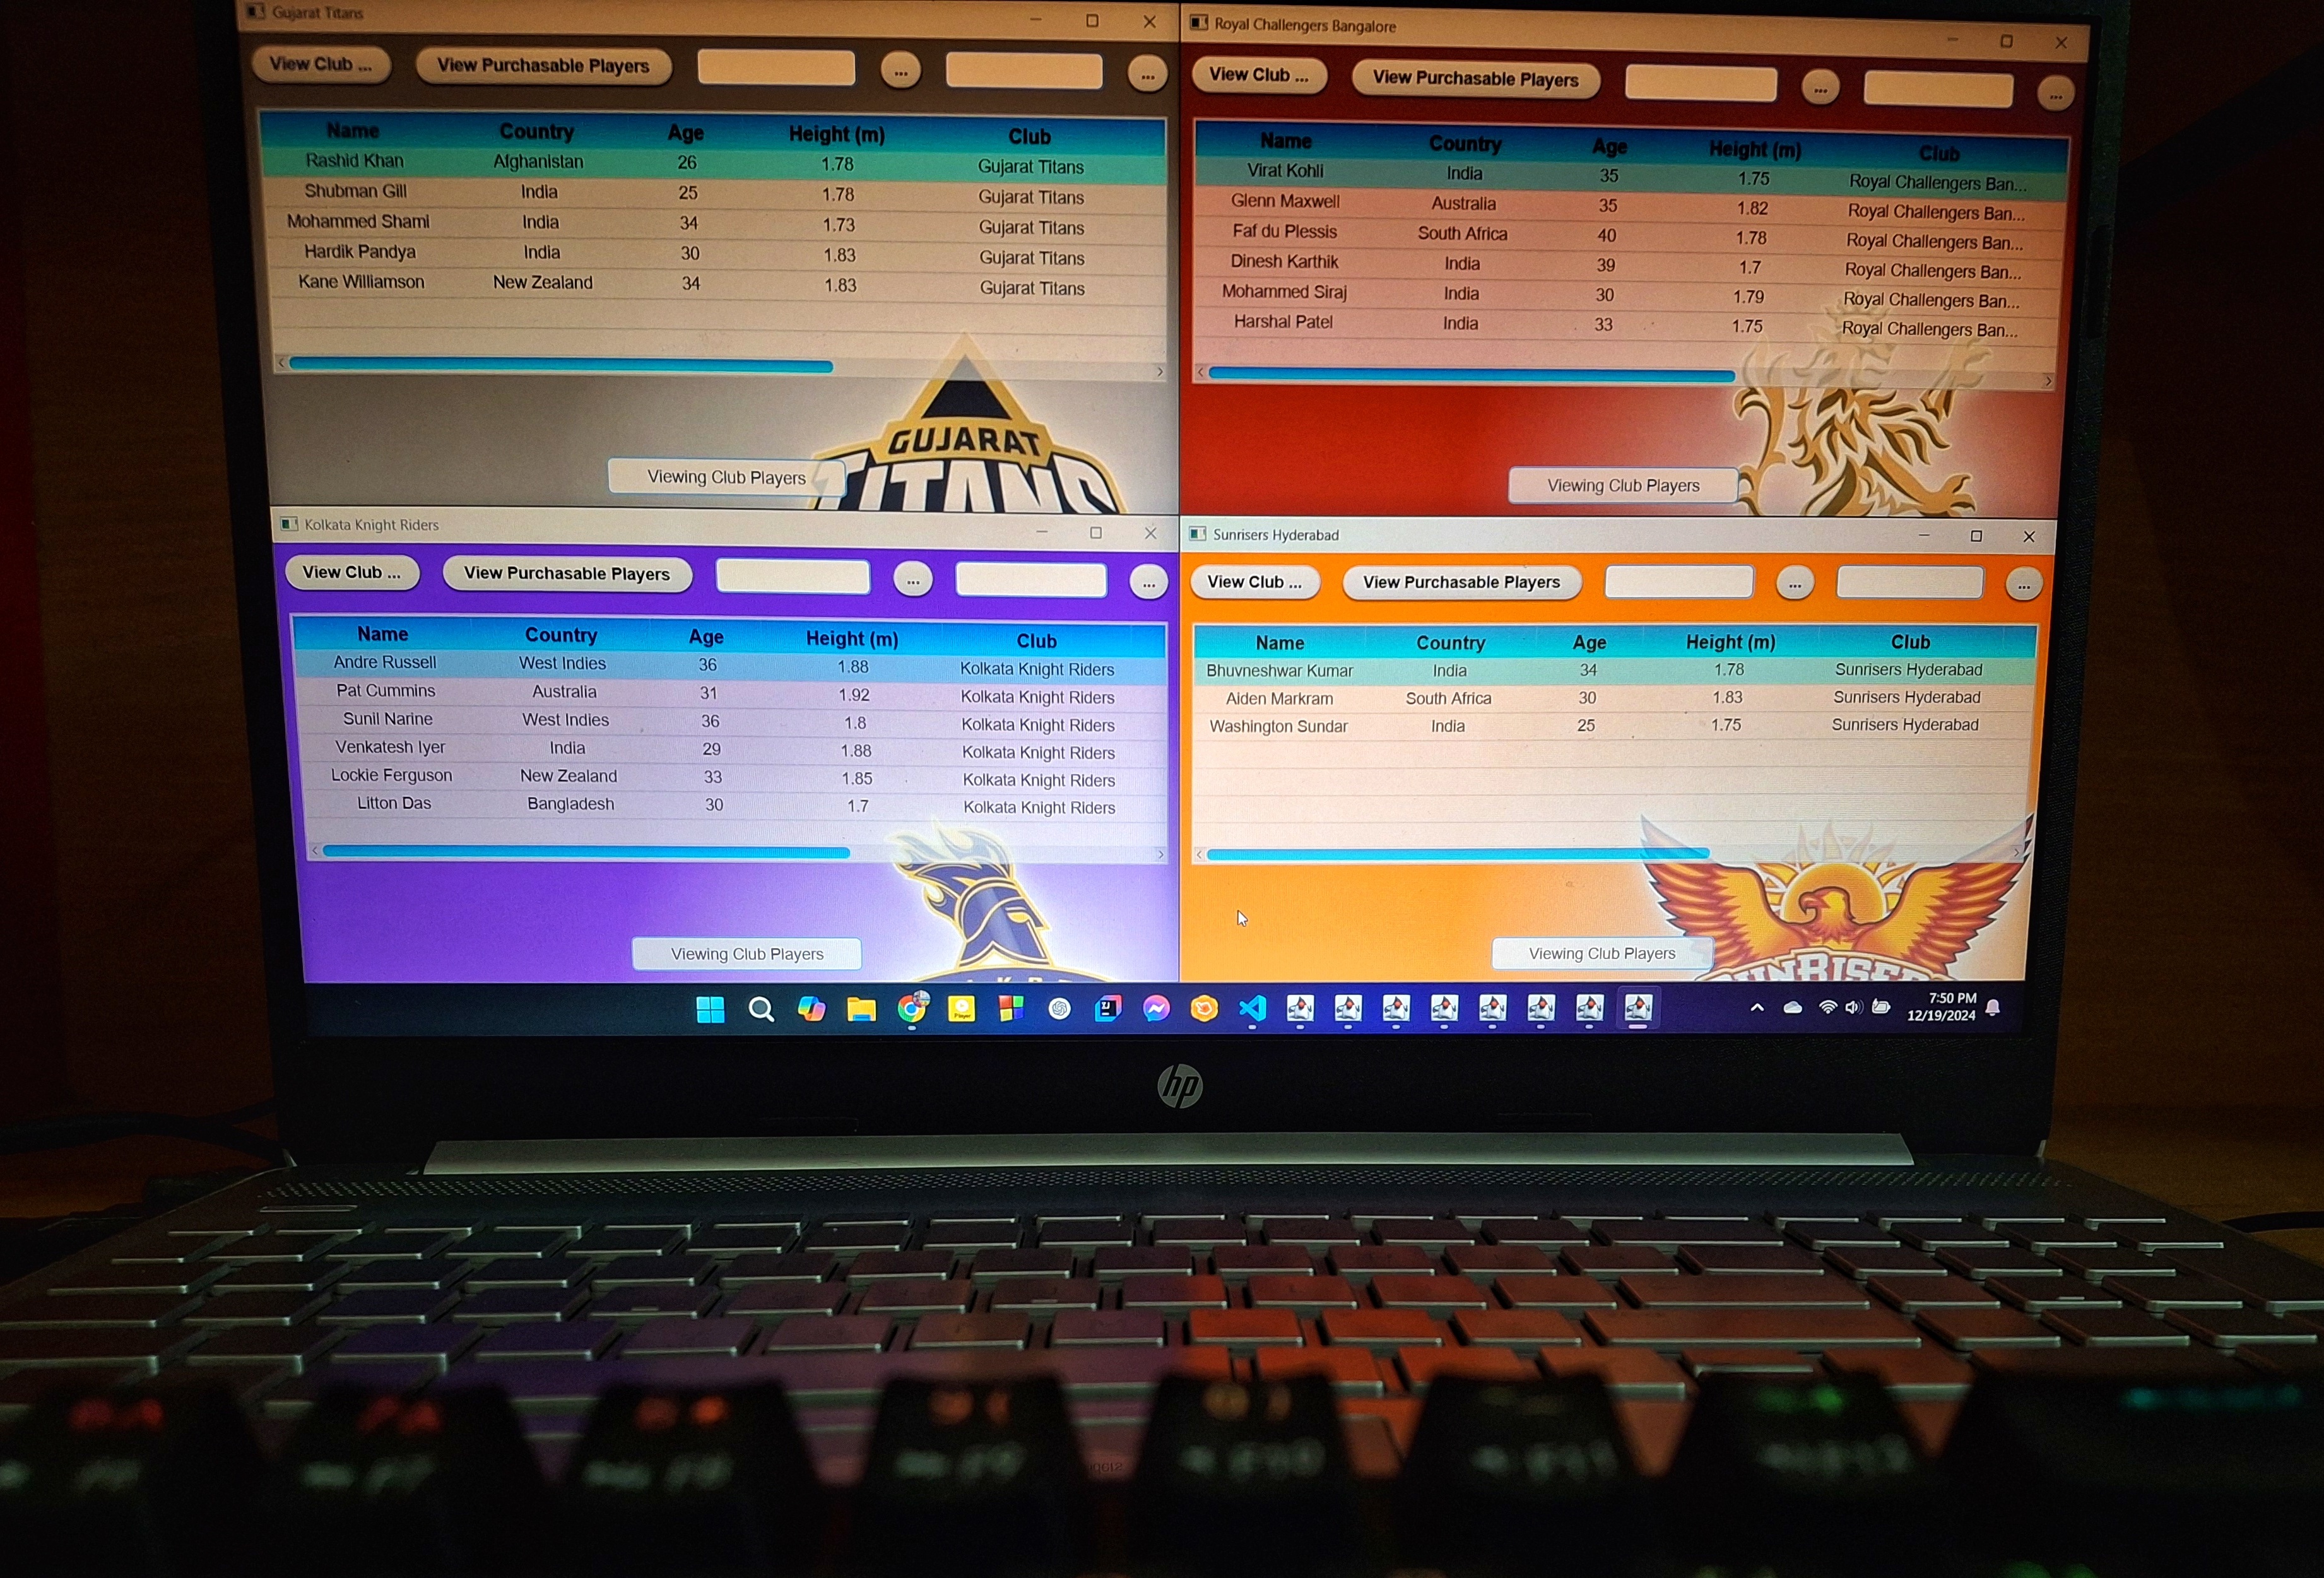 Gujarat Titans
View Club ... View Purchasable Players ... ...
Name Country Age Height (m) Club
Rashid Khan Afghanistan 26 1.78 Gujarat Titans
Shubman Gill India 25 1.78 Gujarat Titans
Mohammed Shami India 34 1.73 Gujarat Titans
Hardik Pandya India 30 1.83 Gujarat Titans
Kane Williamson New Zealand 34 1.83 Gujarat Titans
GUJARAT
TITANS
Viewing Club Players
Royal Challengers Bangalore
View Club ... View Purchasable Players ... ...
Name Country Age Height (m) Club
Virat Kohli India 35 1.75 Royal Challengers Ban...
Glenn Maxwell Australia 35 1.82 Royal Challengers Ban...
Faf du Plessis South Africa 40 1.78 Royal Challengers Ban...
Dinesh Karthik India 39 1.7 Royal Challengers Ban...
Mohammed Siraj India 30 1.79 Royal Challengers Ban...
Harshal Patel India 33 1.75 Royal Challengers Ban...
Viewing Club Players
Kolkata Knight Riders
View Club ... View Purchasable Players ... ...
Name Country Age Height (m) Club
Andre Russell West Indies 36 1.88 Kolkata Knight Riders
Pat Cummins Australia 31 1.92 Kolkata Knight Riders
Sunil Narine West Indies 36 1.8 Kolkata Knight Riders
Venkatesh Iyer India 29 1.88 Kolkata Knight Riders
Lockie Ferguson New Zealand 33 1.85 Kolkata Knight Riders
Litton Das Bangladesh 30 1.7 Kolkata Knight Riders
Viewing Club Players
Sunrisers Hyderabad
View Club ... View Purchasable Players ... ...
Name Country Age Height (m) Club
Bhuvneshwar Kumar India 34 1.78 Sunrisers Hyderabad
Aiden Markram South Africa 30 1.83 Sunrisers Hyderabad
Washington Sundar India 25 1.75 Sunrisers Hyderabad
Viewing Club Players
SUNRISERS
7:50 PM
12/19/2024
hp